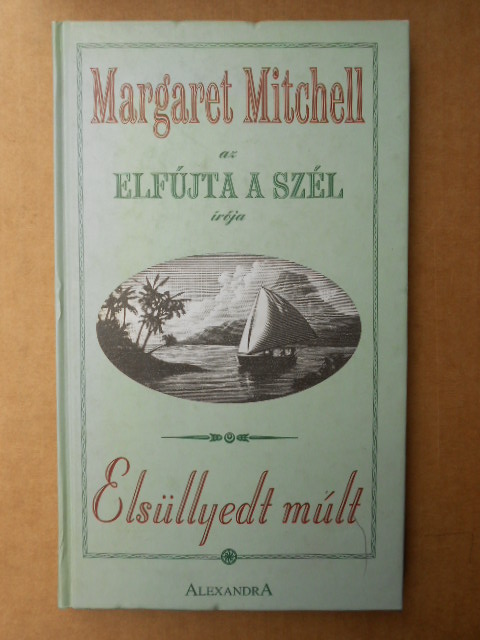 Margaret Mitchell
az
ELFÚJTA A SZÉL
írója
Elsüllyedt múlt
ALEXANDRA